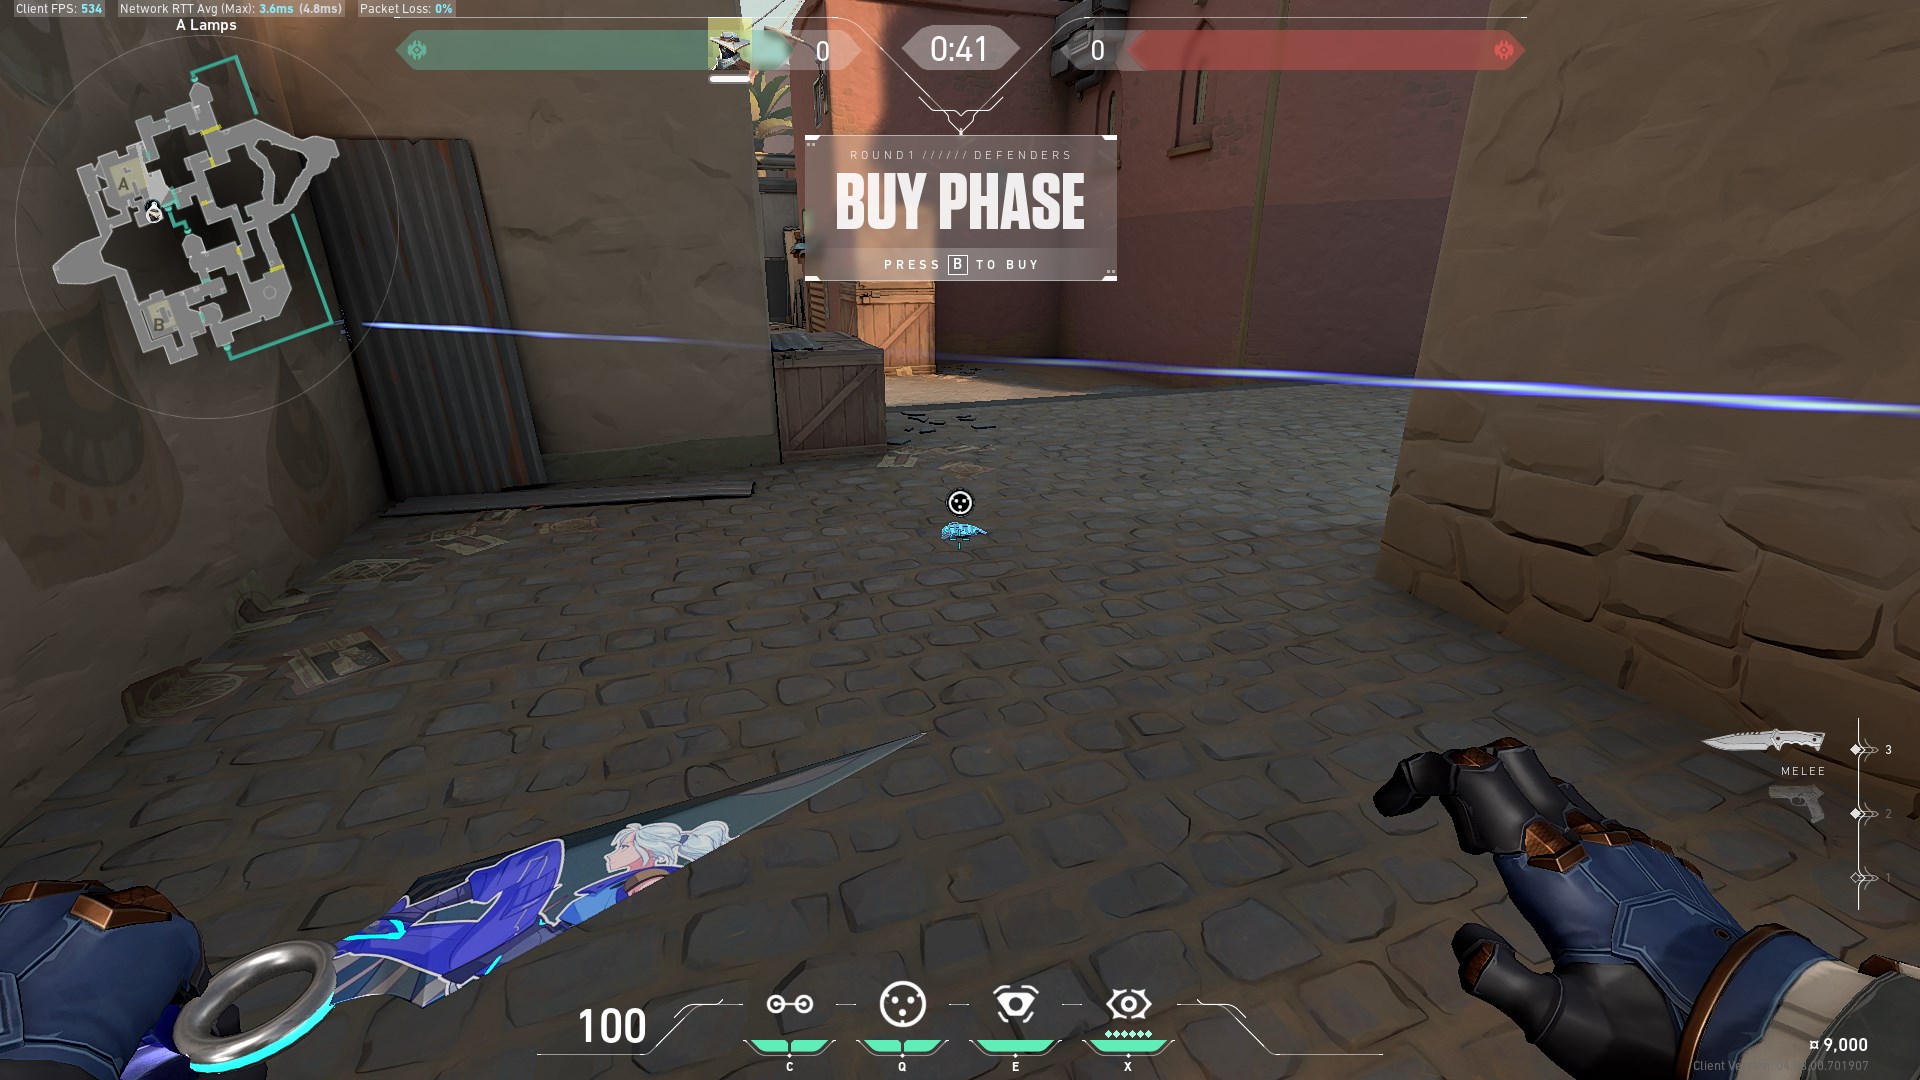 Client FPS: 534 Network RTT Avg (Max): 3.6ms (4.8ms) Packet Loss: 0%
A Lamps
0 0:41 0
ROUND 1 ////// DEFENDERS
BUY PHASE
PRESS B TO BUY
A
B
3
MELEE
2
1
100
C Q E X
¤ 9,000